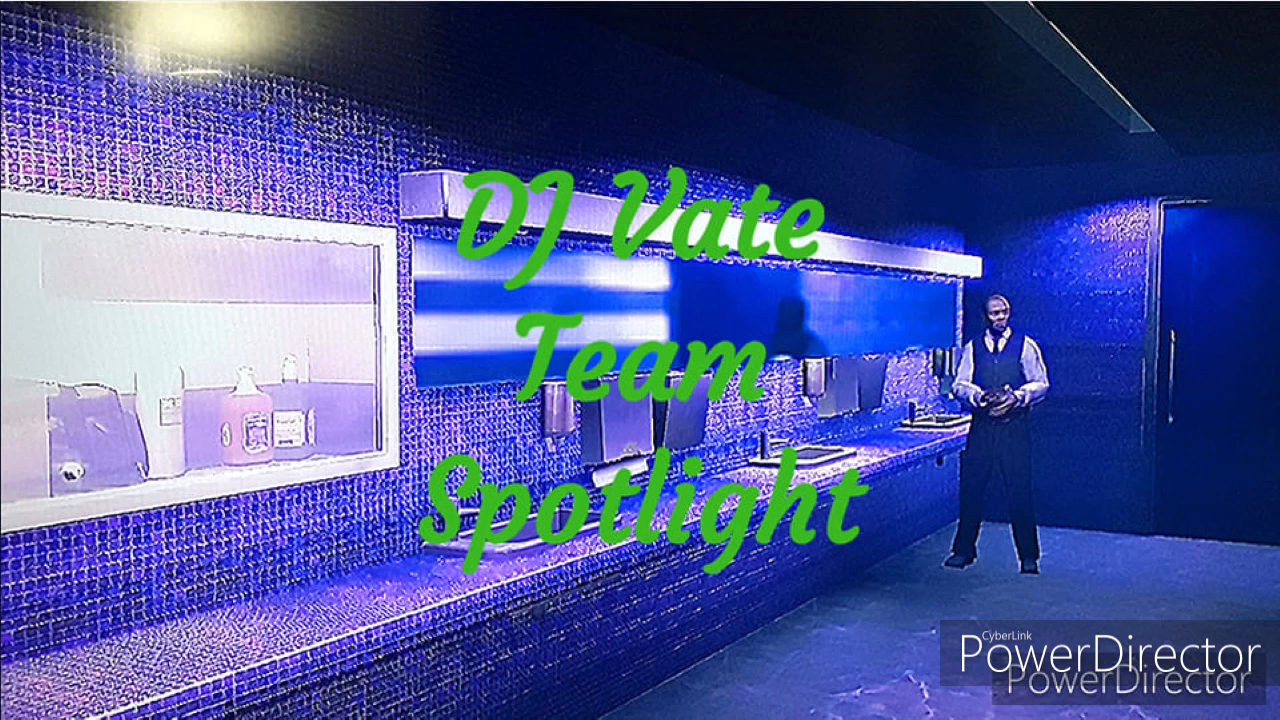 DJ Vate
Team
Spotlight
CyberLink
PowerDirector
PowerDirector